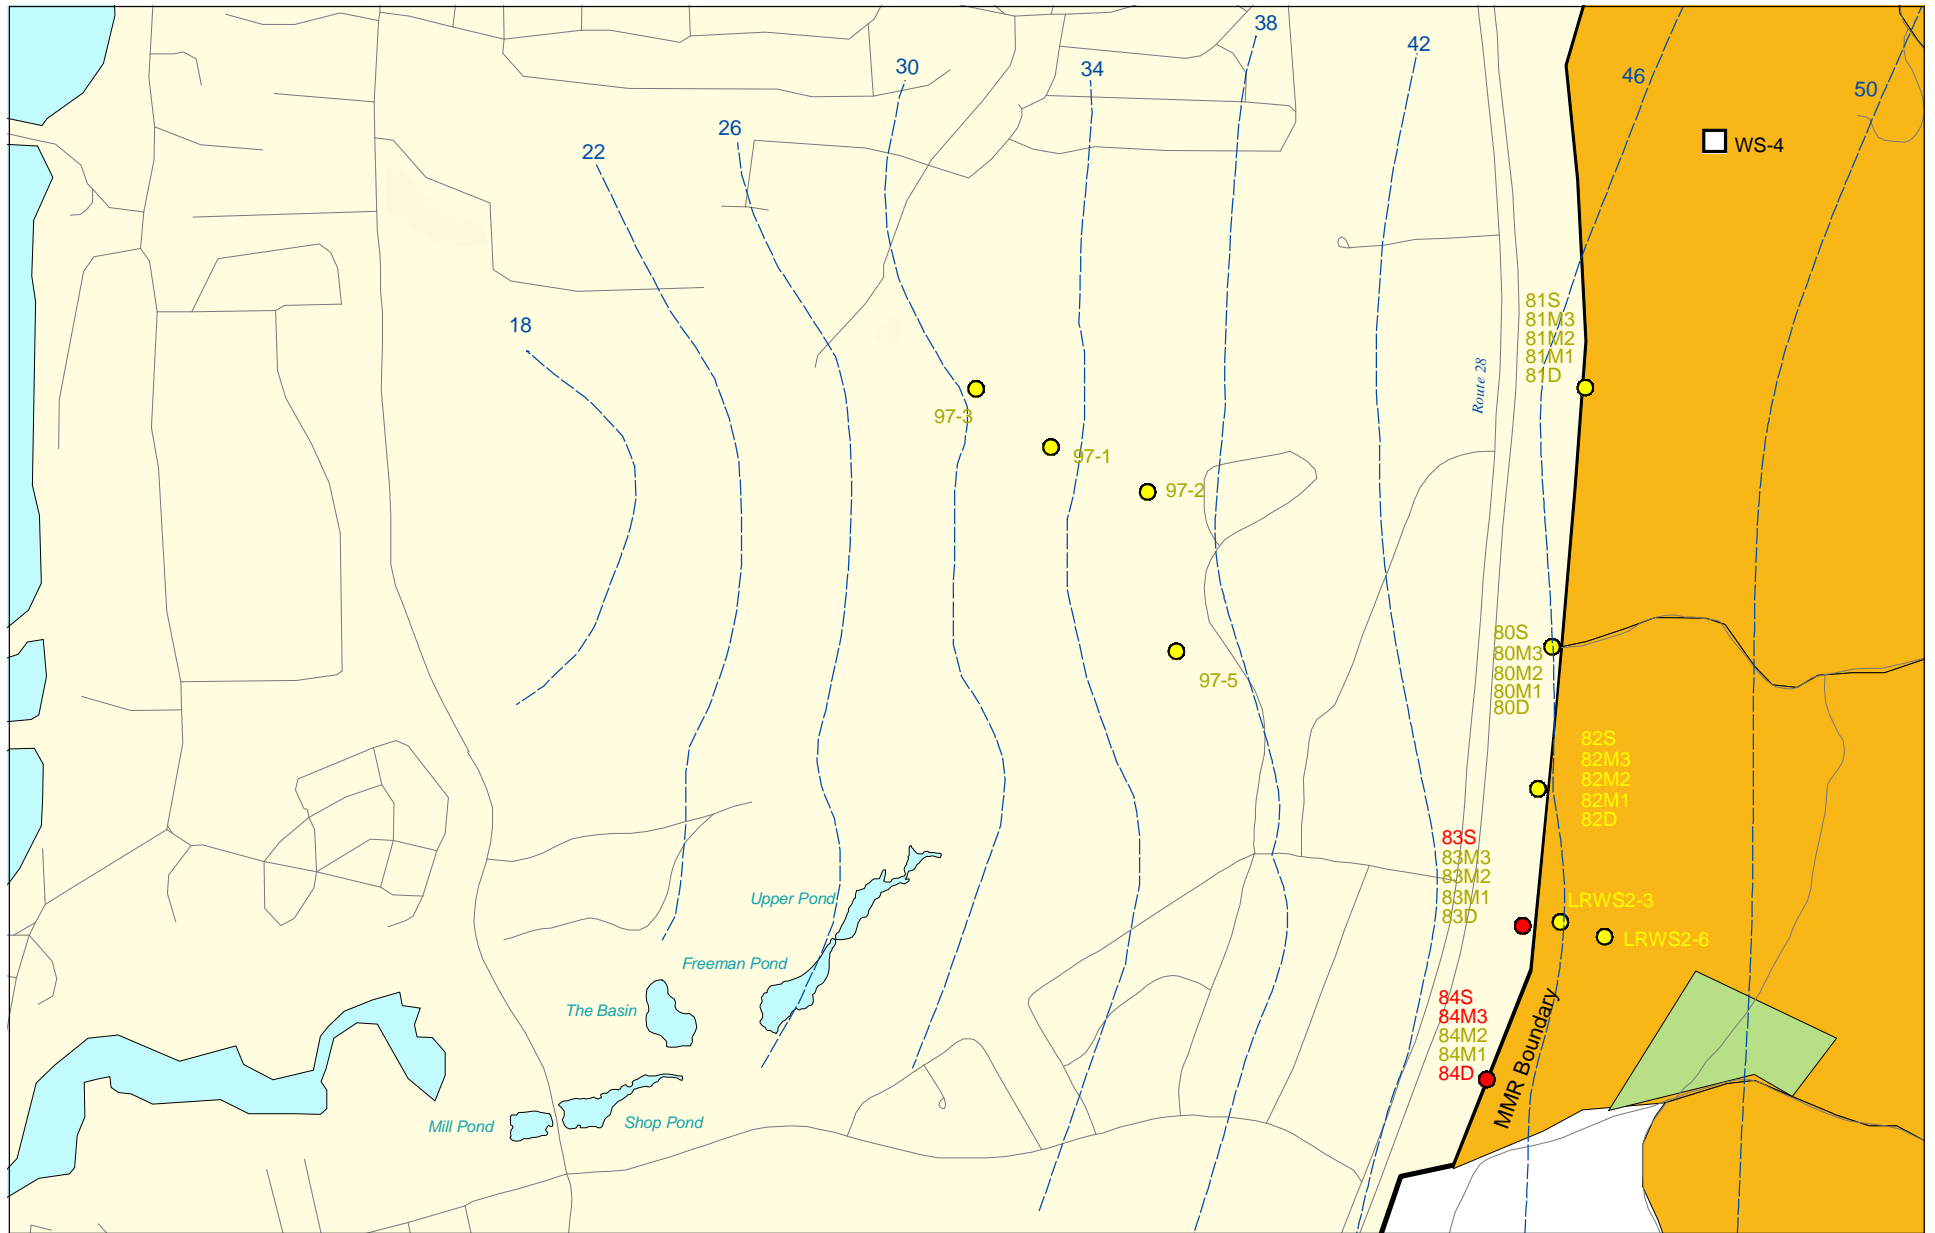 38
42
30
34
46
50
26
22
WS-4
18
81S
81M3
81M2
81M1
81D
Route 28
97-3
97-1
97-2
80S
80M3
80M2
80M1
80D
97-5
82S
82M3
82M2
82M1
82D
83S
83M3
83M2
83M1
83D
Upper Pond
LRWS2-3
LRWS2-6
Freeman Pond
The Basin
84S
84M3
84M2
84M1
84D
MMR Boundary
Mill Pond
Shop Pond